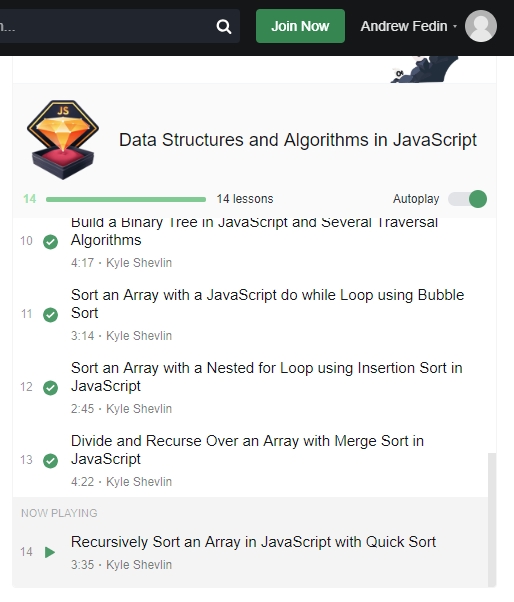 n...
Join Now
Andrew Fedin
JS
Data Structures and Algorithms in JavaScript
14
14 lessons
Autoplay
Build a Binary Tree in JavaScript and Several Traversal
10
Algorithms
4:17 · Kyle Shevlin
Sort an Array with a JavaScript do while Loop using Bubble
11
Sort
3:14 · Kyle Shevlin
Sort an Array with a Nested for Loop using Insertion Sort in
12
JavaScript
2:45 · Kyle Shevlin
Divide and Recurse Over an Array with Merge Sort in
13
JavaScript
4:22 · Kyle Shevlin
NOW PLAYING
14
Recursively Sort an Array in JavaScript with Quick Sort
3:35 · Kyle Shevlin